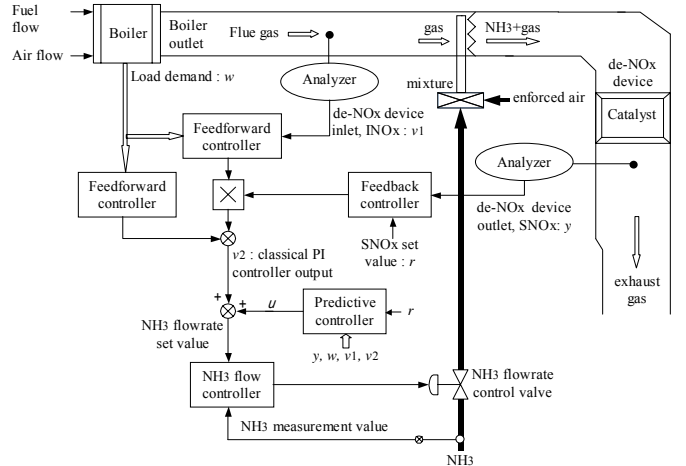 Fuel
flow
Air flow
Boiler
Boiler
outlet
Flue gas
gas
NH3+gas
Load demand : w
Analyzer
mixture
enforced air
de-NOx
device
Catalyst
de-NOx device
inlet, INOx : v1
Feedforward
controller
Feedforward
controller
Feedback
controller
Analyzer
de-NOx device
outlet, SNOx: y
SNOx set
value : r
v2 : classical PI
controller output
exhaust
gas
+
+
u
Predictive
controller
r
NH3 flowrate
set value
y, w, v1, v2
NH3 flow
controller
NH3 flowrate
control valve
NH3 measurement value
NH3